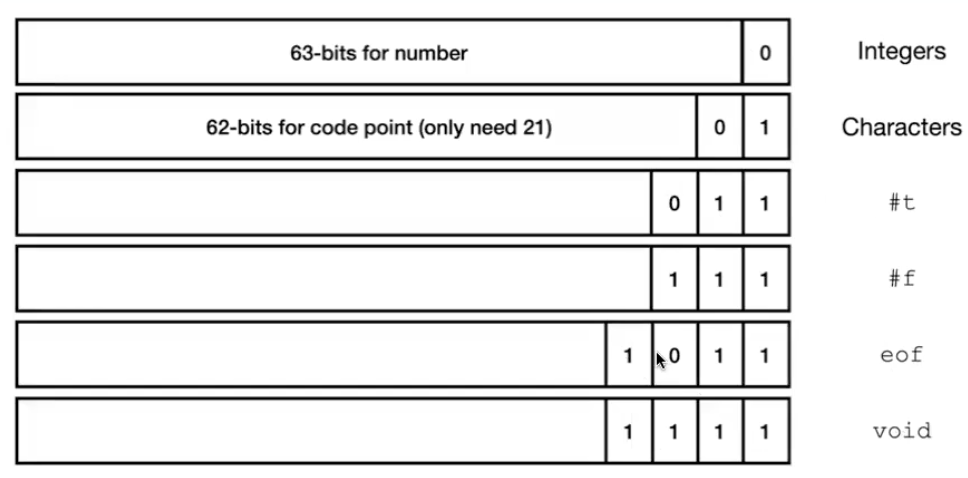 63-bits for number 0 Integers
62-bits for code point (only need 21) 0 1 Characters
0 1 1 #t
1 1 1 #f
1 0 1 1 eof
1 1 1 1 void